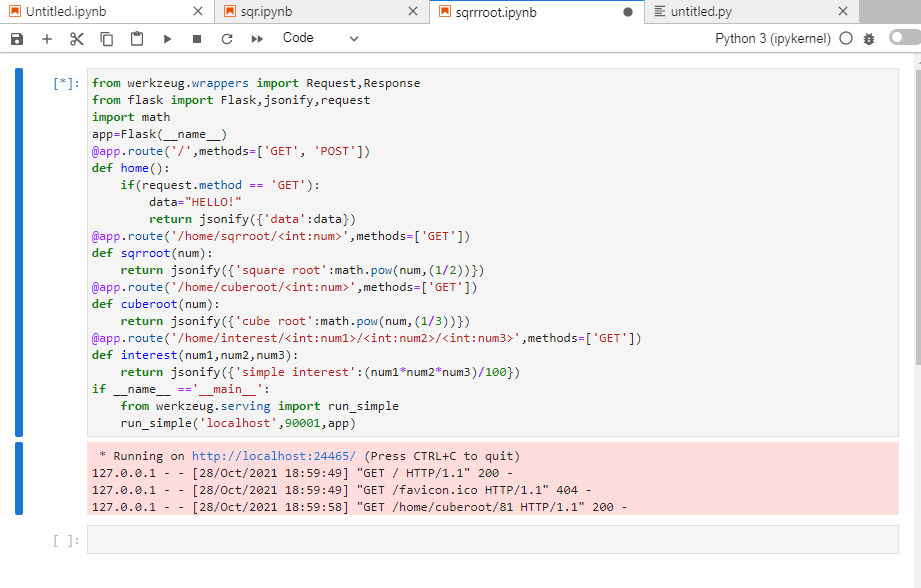 Untitled.ipynb
sqr.ipynb
sqrrroot.ipynb
untitled.py
Code
Python 3 (ipykernel)
[*]:
from werkzeug.wrappers import Request,Response
from flask import Flask,jsonify,request
import math
app=Flask(__name__)
@app.route('/',methods=['GET', 'POST'])
def home():
    if(request.method == 'GET'):
        data="HELLO!"
        return jsonify({'data':data})
@app.route('/home/sqrroot/<int:num>',methods=['GET'])
def sqrroot(num):
    return jsonify({'square root':math.pow(num,(1/2))})
@app.route('/home/cuberoot/<int:num>',methods=['GET'])
def cuberoot(num):
    return jsonify({'cube root':math.pow(num,(1/3))})
@app.route('/home/interest/<int:num1>/<int:num2>/<int:num3>',methods=['GET'])
def interest(num1,num2,num3):
    return jsonify({'simple interest':(num1*num2*num3)/100})
if __name__ =='__main__':
    from werkzeug.serving import run_simple
    run_simple('localhost',90001,app)
 * Running on http://localhost:24465/ (Press CTRL+C to quit)
127.0.0.1 - - [28/Oct/2021 18:59:49] "GET / HTTP/1.1" 200 -
127.0.0.1 - - [28/Oct/2021 18:59:49] "GET /favicon.ico HTTP/1.1" 404 -
127.0.0.1 - - [28/Oct/2021 18:59:58] "GET /home/cuberoot/81 HTTP/1.1" 200 -
[ ]: